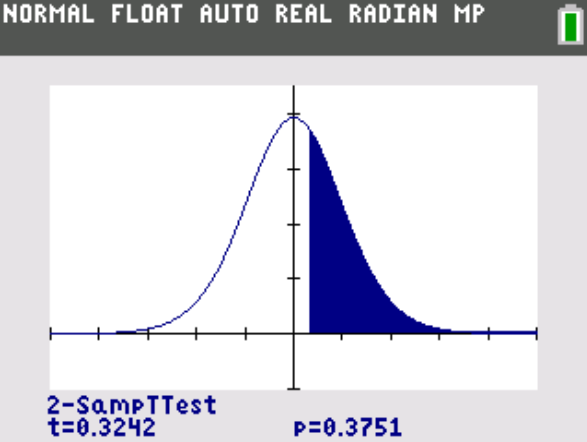 NORMAL FLOAT AUTO REAL RADIAN MP
2-SampTTest
t=0.3242 p=0.3751